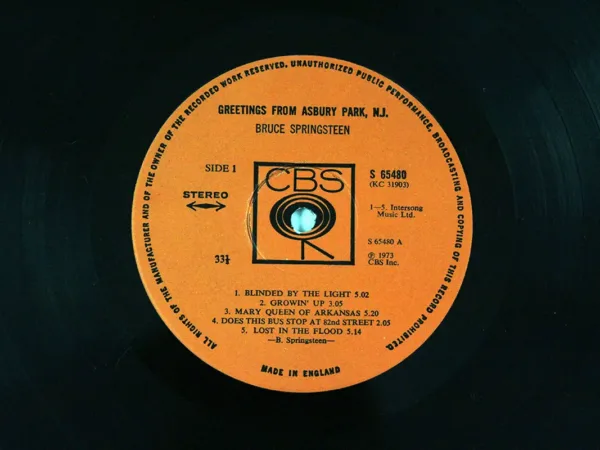 ALL RIGHTS OF THE MANUFACTURER AND OF THE OWNER OF THE RECORDED WORK RESERVED. UNAUTHORIZED PUBLIC PERFORMANCE, BROADCASTING AND COPYING OF THIS RECORD PROHIBITED.
GREETINGS FROM ASBURY PARK, N.J.
BRUCE SPRINGSTEEN
SIDE 1
STEREO
33⅓
CBS
S 65480
(KC 31903)
1—5. Intersong
Music Ltd.
S 65480 A
℗ 1973
CBS Inc.
1. BLINDED BY THE LIGHT 5.02
2. GROWIN' UP 3.05
3. MARY QUEEN OF ARKANSAS 5.20
4. DOES THIS BUS STOP AT 82nd STREET 2.05
5. LOST IN THE FLOOD 5.14
—B. Springsteen—
MADE IN ENGLAND